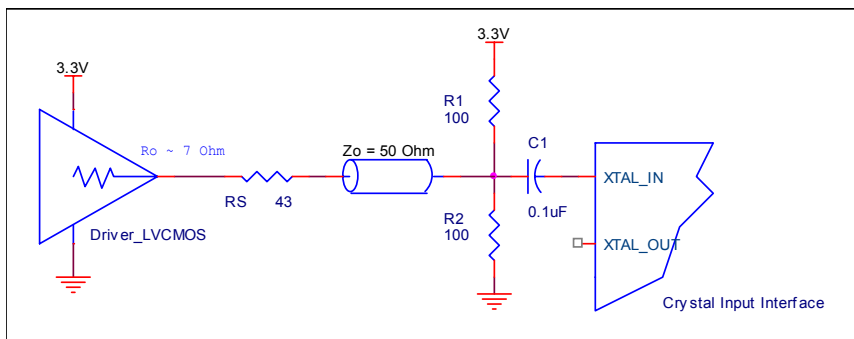 3.3V
3.3V
R1
100
Ro ~ 7 Ohm
Zo = 50 Ohm
C1
XTAL_IN
RS 43
0.1uF
R2
100
XTAL_OUT
Driver_LVCMOS
Crystal Input Interface